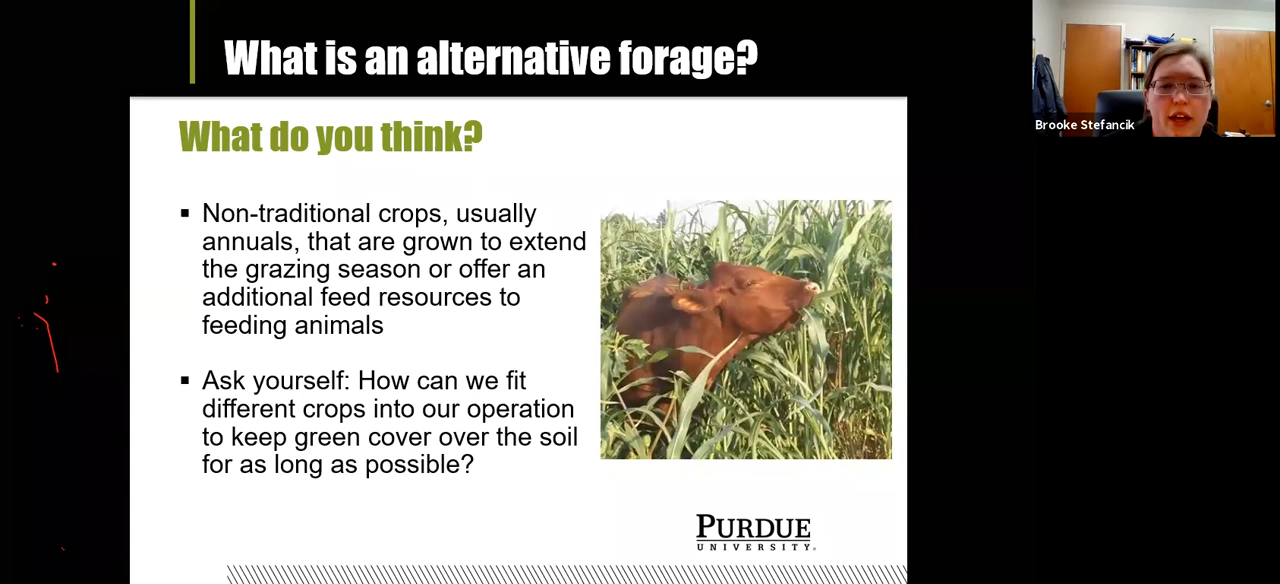 What is an alternative forage?
What do you think?
Brooke Stefancik
▪ Non-traditional crops, usually
annuals, that are grown to extend
the grazing season or offer an
additional feed resources to
feeding animals
▪ Ask yourself: How can we fit
different crops into our operation
to keep green cover over the soil
for as long as possible?
PURDUE
UNIVERSITY®